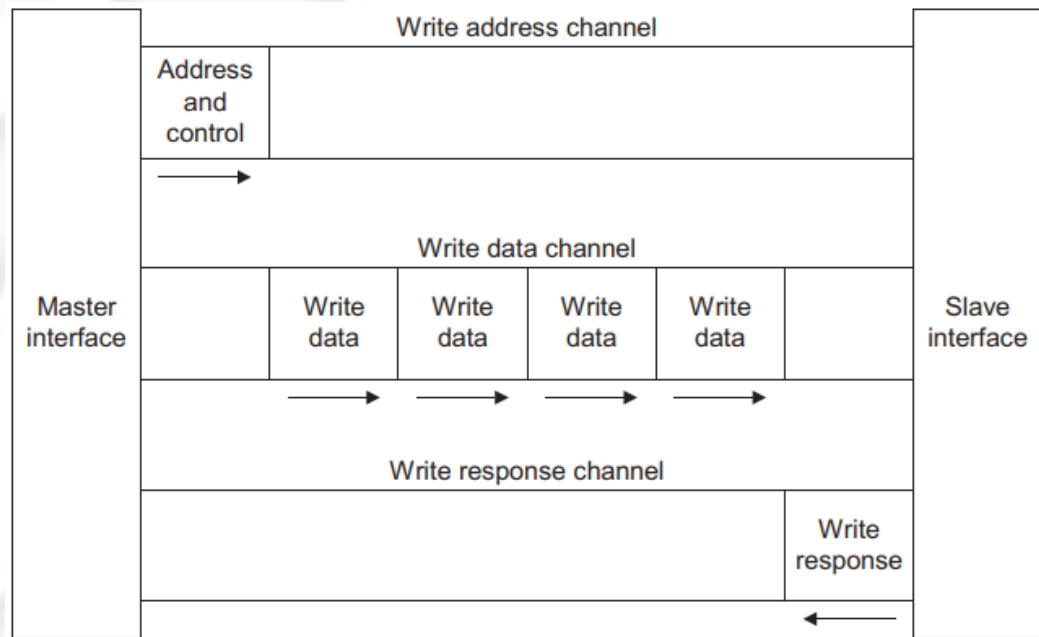 Write address channel
Address
and
control
Write data channel
Master
interface
Write
data
Write
data
Write
data
Write
data
Slave
interface
Write response channel
Write
response